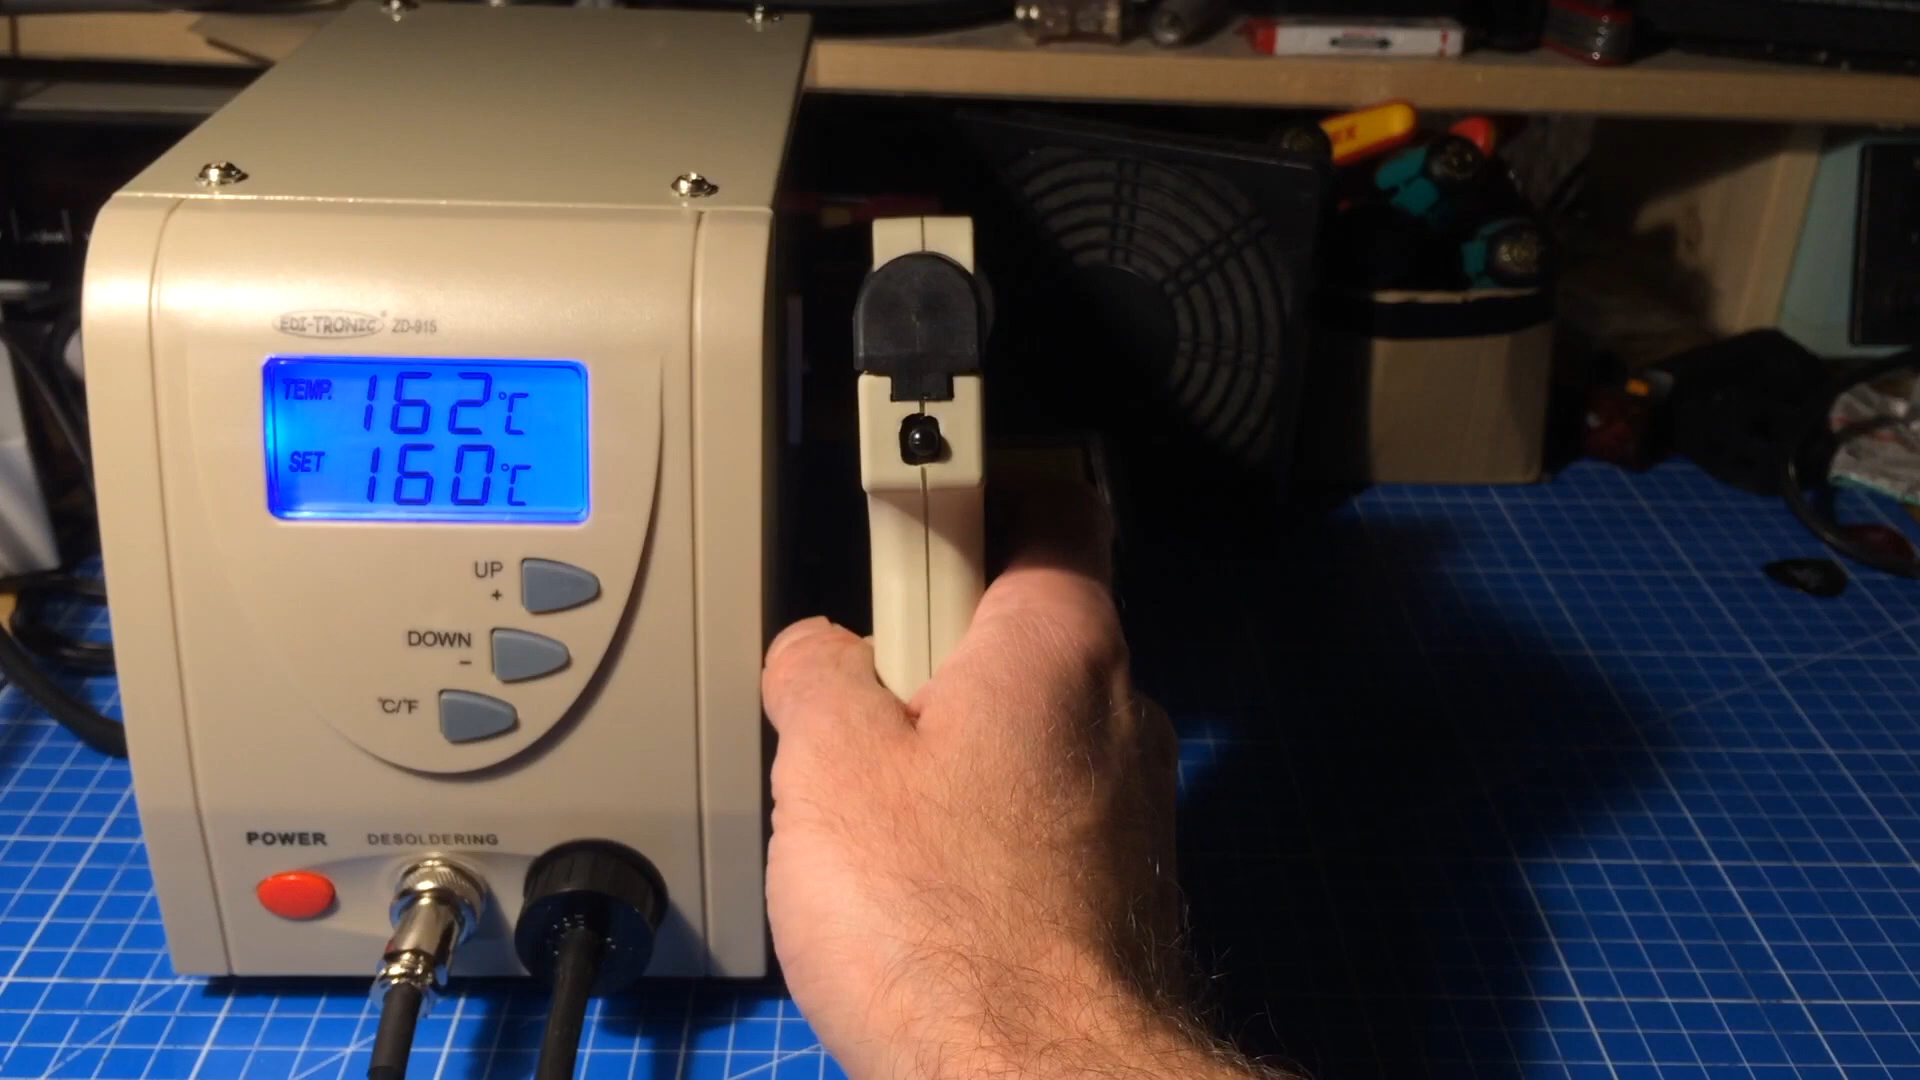 EDI-TRONIC® ZD-915
TEMP. 162°C
SET 160°C
UP
+
DOWN
−
°C/°F
POWER DESOLDERING